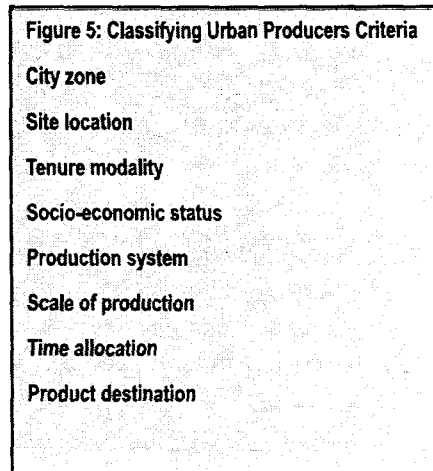 Figure 5: Classifying Urban Producers Criteria
City zone
Site location
Tenure modality
Socio-economic status
Production system
Scale of production
Time allocation
Product destination